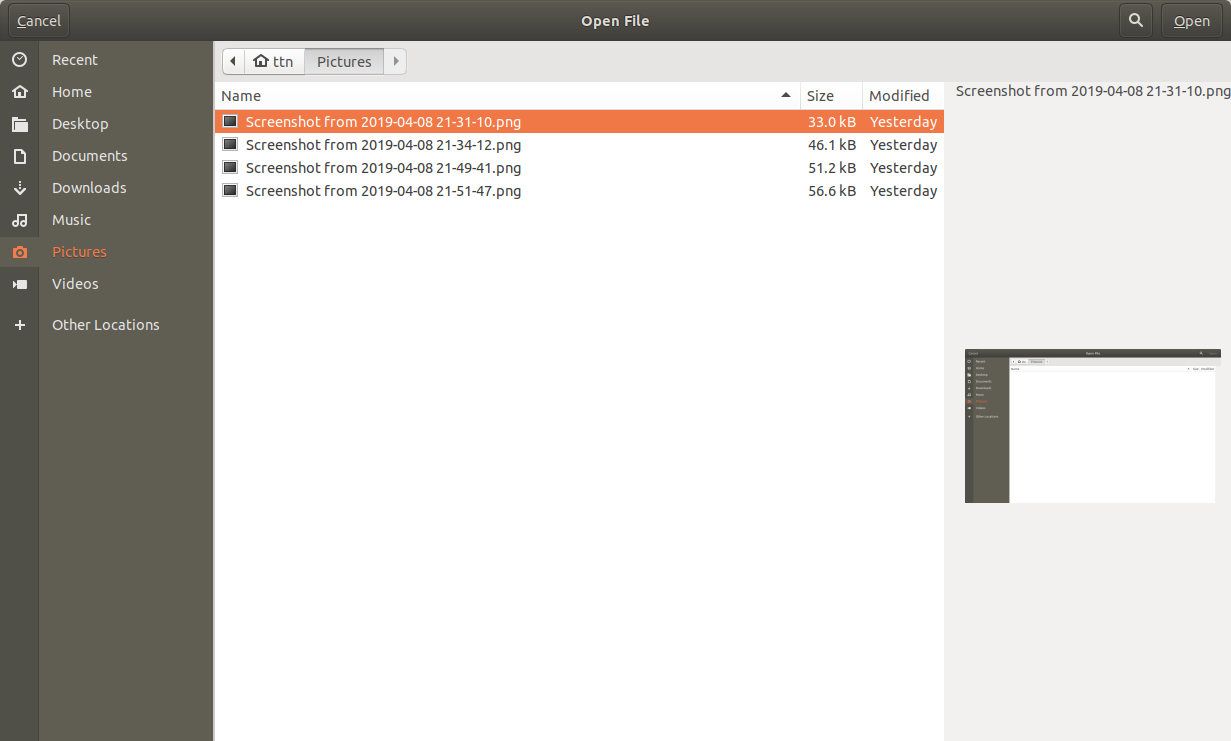 Cancel Open File Open
Recent
Home
Desktop
Documents
Downloads
Music
Pictures
Videos
Other Locations
ttn Pictures
Name Size Modified
Screenshot from 2019-04-08 21-31-10.png 33.0 kB Yesterday
Screenshot from 2019-04-08 21-34-12.png 46.1 kB Yesterday
Screenshot from 2019-04-08 21-49-41.png 51.2 kB Yesterday
Screenshot from 2019-04-08 21-51-47.png 56.6 kB Yesterday
Screenshot from 2019-04-08 21-31-10.png